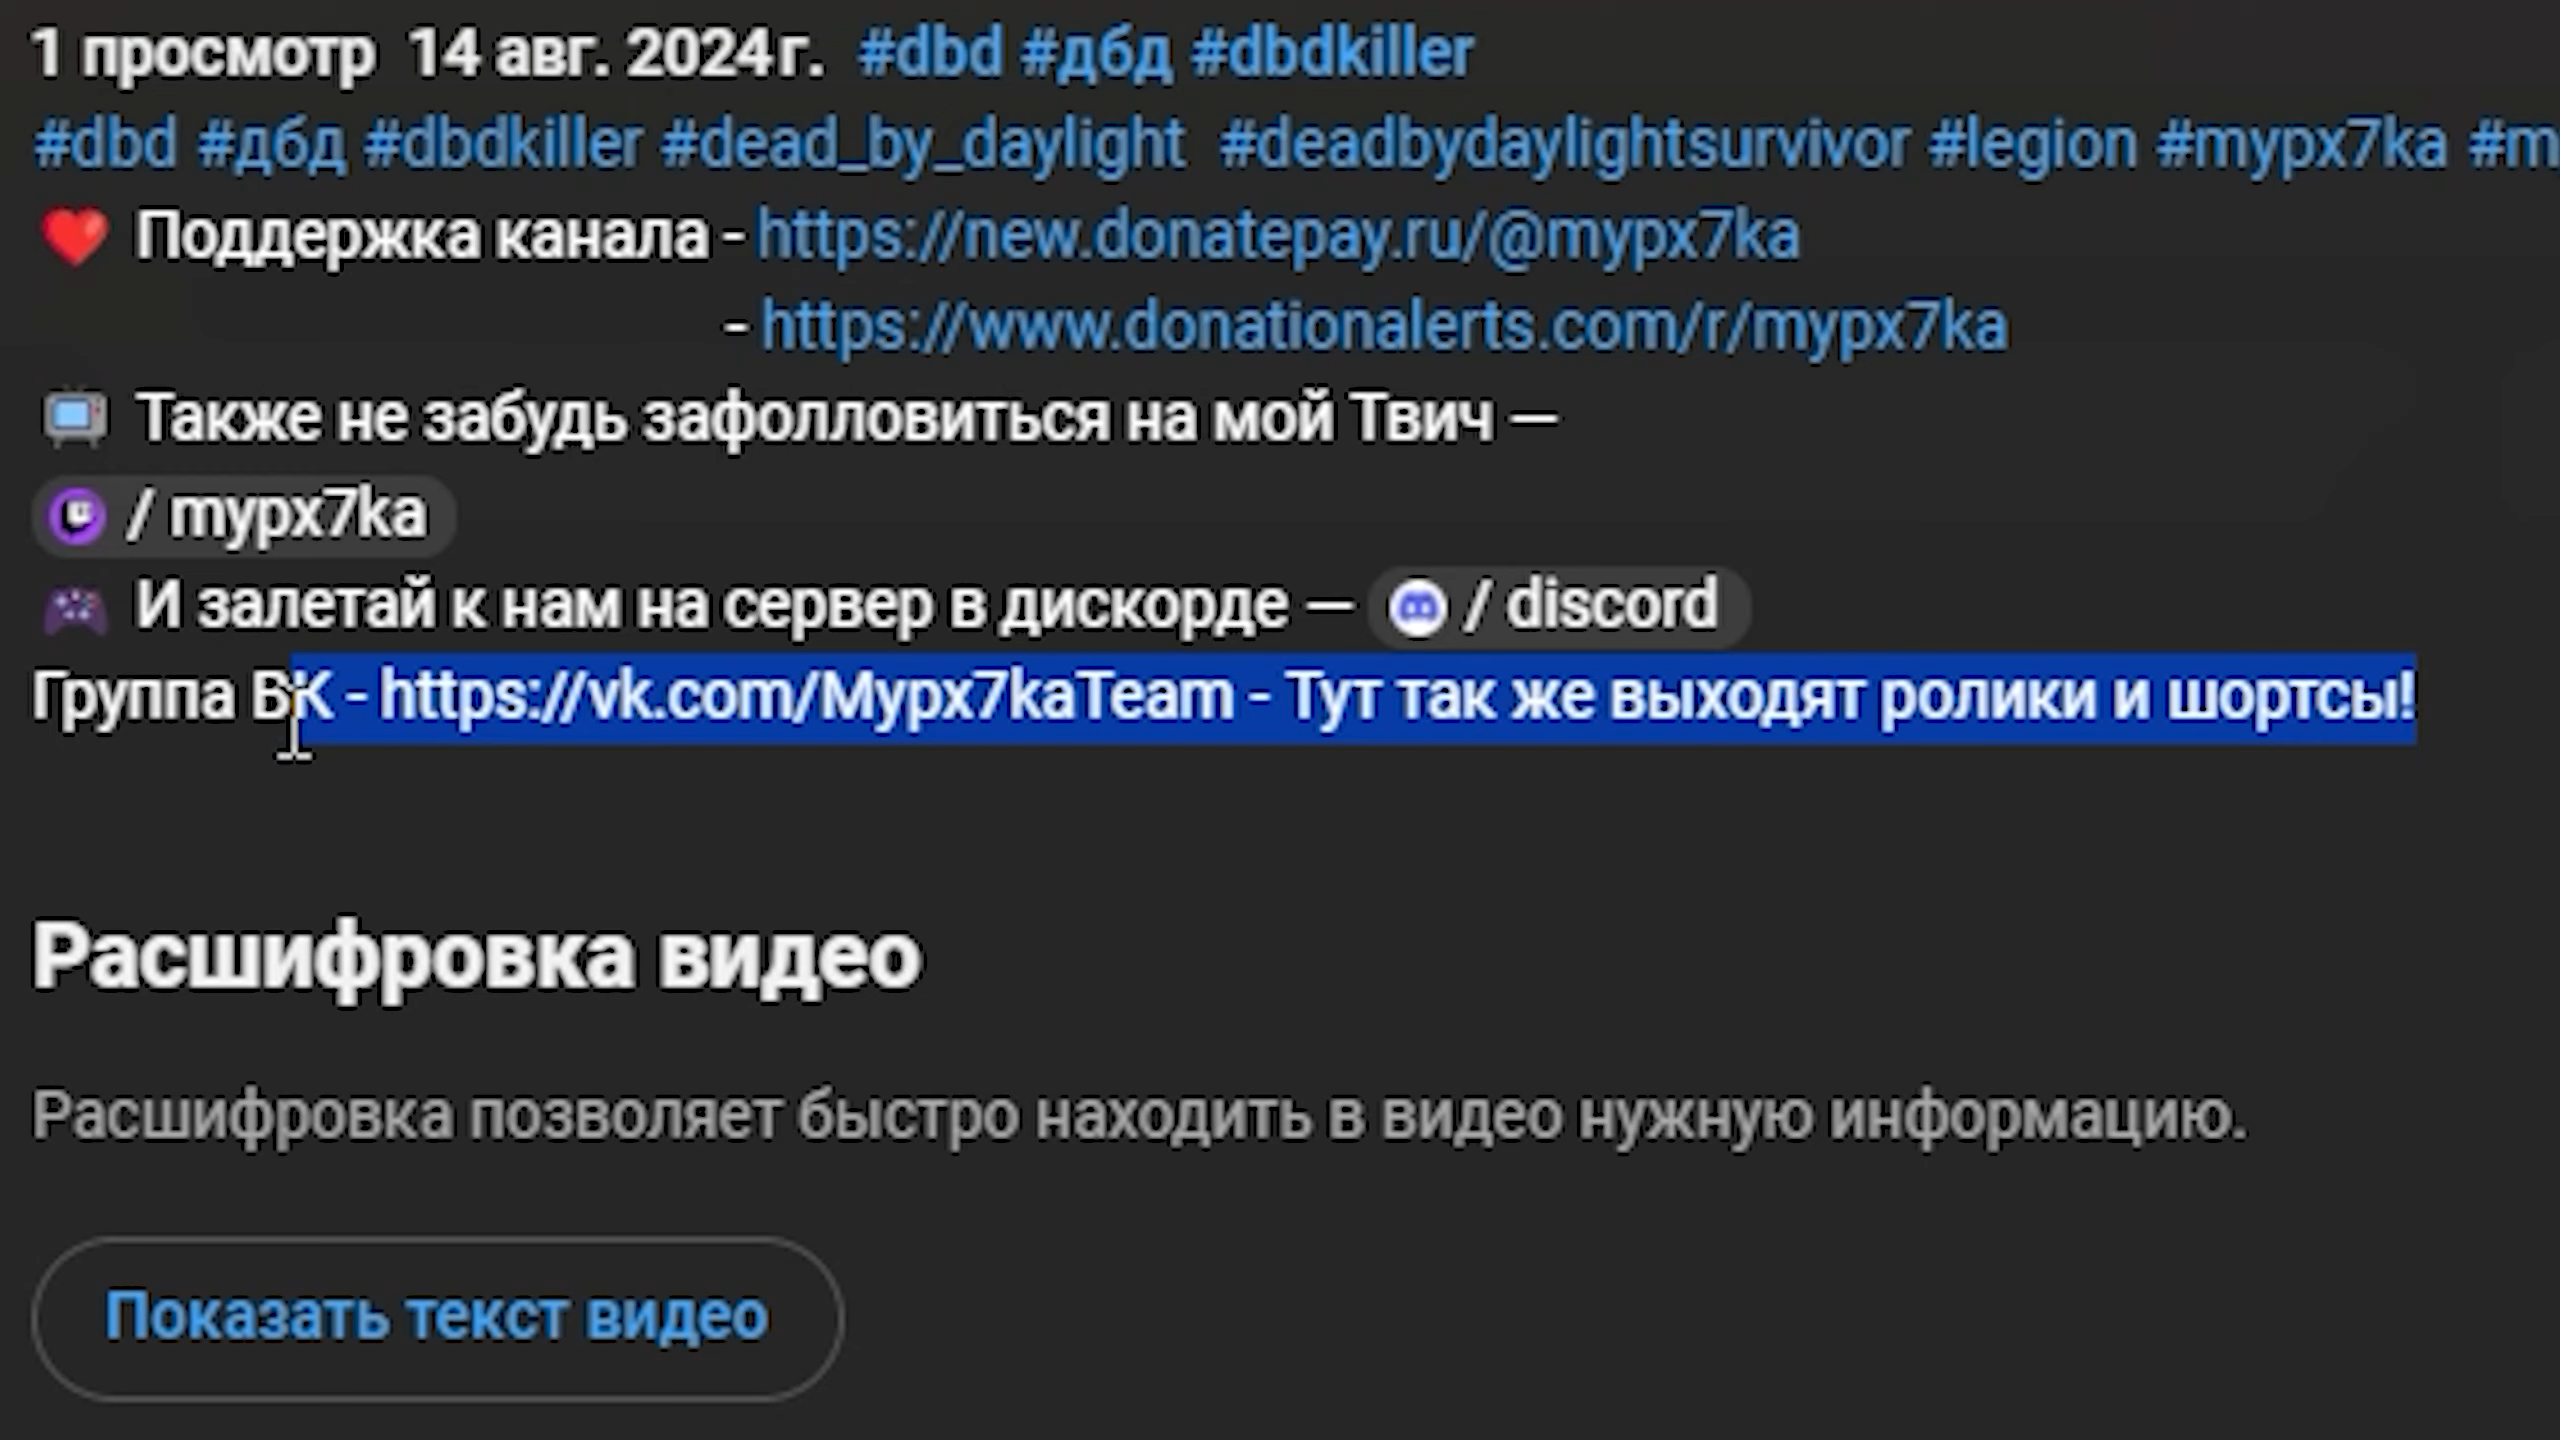 1 просмотр 14 авг. 2024 г. #dbd #дбд #dbdkiller
#dbd #дбд #dbdkiller #dead_by_daylight #deadbydaylightsurvivor #legion #mypx7ka #m
Поддержка канала - https://new.donatepay.ru/@mypx7ka
- https://www.donationalerts.com/r/mypx7ka
Также не забудь зафолловиться на мой Твич —
/ mypx7ka
И залетай к нам на сервер в дискорде — / discord
Группа ВК - https://vk.com/Mypx7kaTeam - Тут так же выходят ролики и шортсы!
Расшифровка видео
Расшифровка позволяет быстро находить в видео нужную информацию.
Показать текст видео